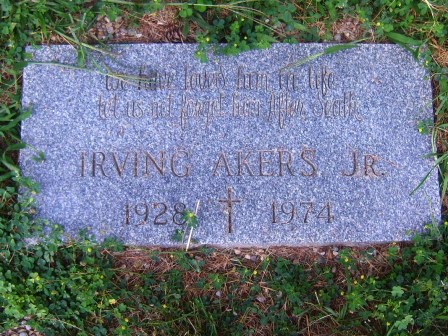 We have loved him in life
Let us not forget him After Death
IRVING AKERS, Jr.
1928 1974